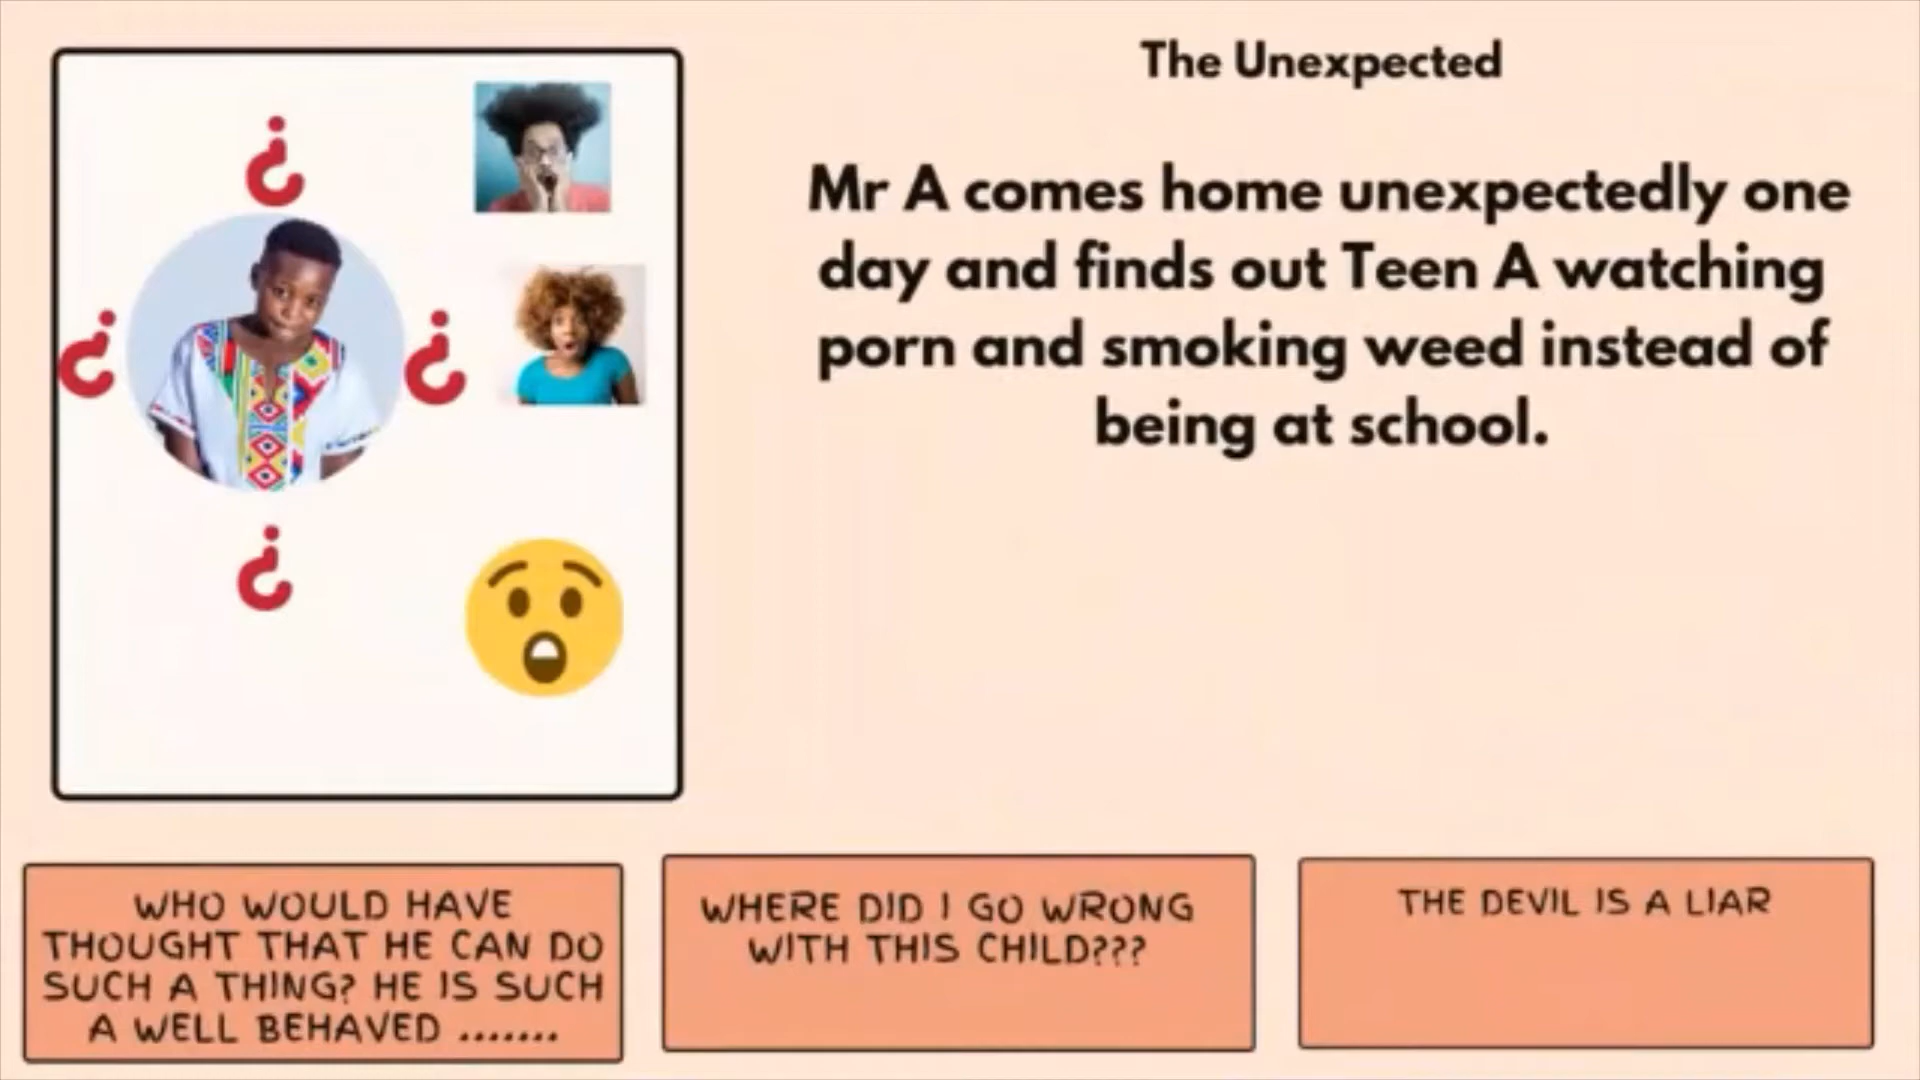 The Unexpected
Mr A comes home unexpectedly one
day and finds out Teen A watching
porn and smoking weed instead of
being at school.
WHO WOULD HAVE
THOUGHT THAT HE CAN DO
SUCH A THING? HE IS SUCH
A WELL BEHAVED .......
WHERE DID I GO WRONG
WITH THIS CHILD???
THE DEVIL IS A LIAR